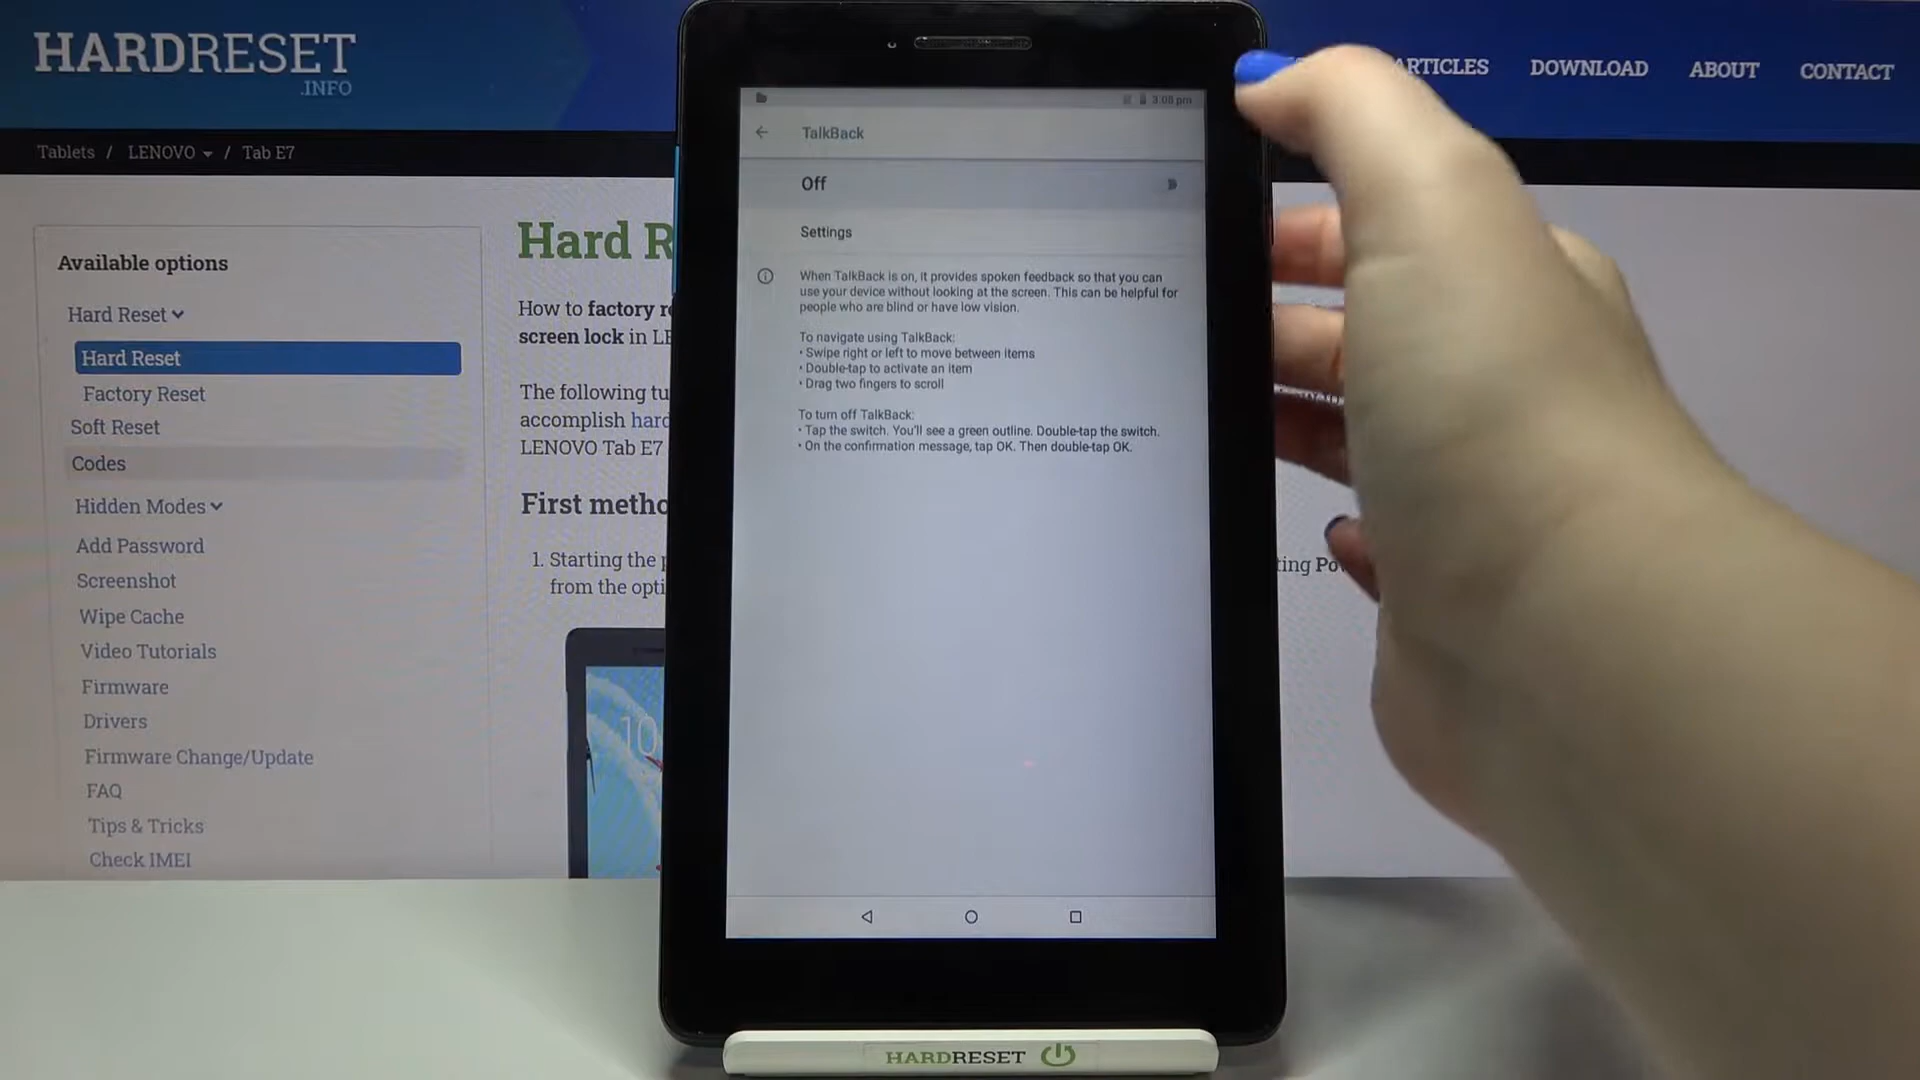 HARDRESET
.INFO
ARTICLES DOWNLOAD ABOUT CONTACT
Tablets / LENOVO / Tab E7
Available options
Hard Reset
Hard Reset
Factory Reset
Soft Reset
Codes
Hidden Modes
Add Password
Screenshot
Wipe Cache
Video Tutorials
Firmware
Drivers
Firmware Change/Update
FAQ
Tips & Tricks
Check IMEI
Hard R
How to factory re
screen lock in LE
The following tu
accomplish hard
LENOVO Tab E7
First metho
1. Starting the p
from the opti
10
ting Po
3:08 pm
TalkBack
Off
Settings
When TalkBack is on, it provides spoken feedback so that you can
use your device without looking at the screen. This can be helpful for
people who are blind or have low vision.
To navigate using TalkBack:
• Swipe right or left to move between items
• Double-tap to activate an item
• Drag two fingers to scroll
To turn off TalkBack:
• Tap the switch. You'll see a green outline. Double-tap the switch.
• On the confirmation message, tap OK. Then double-tap OK.
HARDRESET